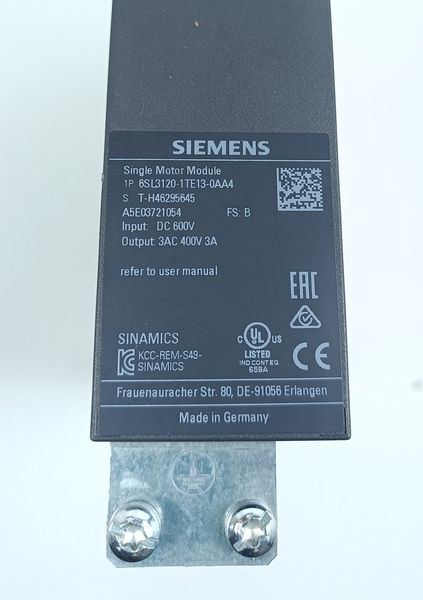 SIEMENS
Single Motor Module
1P 6SL3120-1TE13-0AA4
S T-H46295645
A5E03721054 FS: B
Input: DC 600V
Output: 3AC 400V 3A
refer to user manual
EAC
SINAMICS
KCC-REM-S49-
SINAMICS
C UL US
LISTED
IND CONT EQ
65BA
CE
Frauenauracher Str. 80, DE-91056 Erlangen
Made in Germany